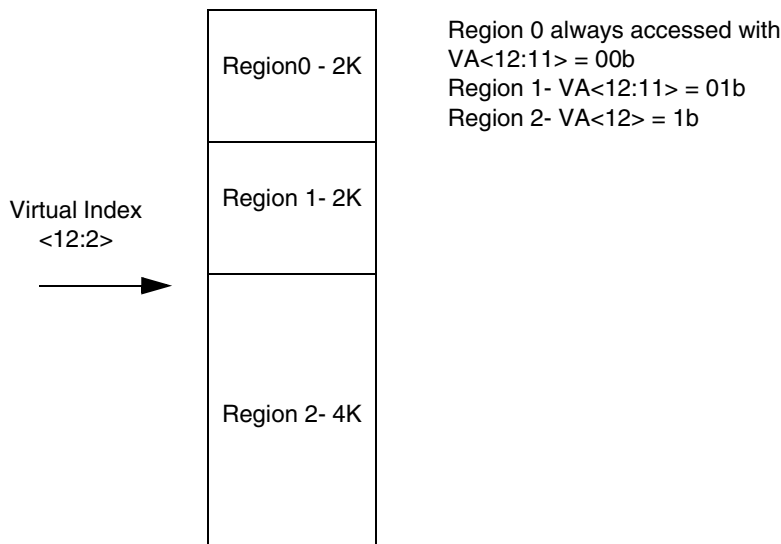 Region0 - 2K
Region 0 always accessed with
VA<12:11> = 00b
Region 1- VA<12:11> = 01b
Region 2- VA<12> = 1b
Region 1- 2K
Virtual Index
<12:2>
Region 2- 4K